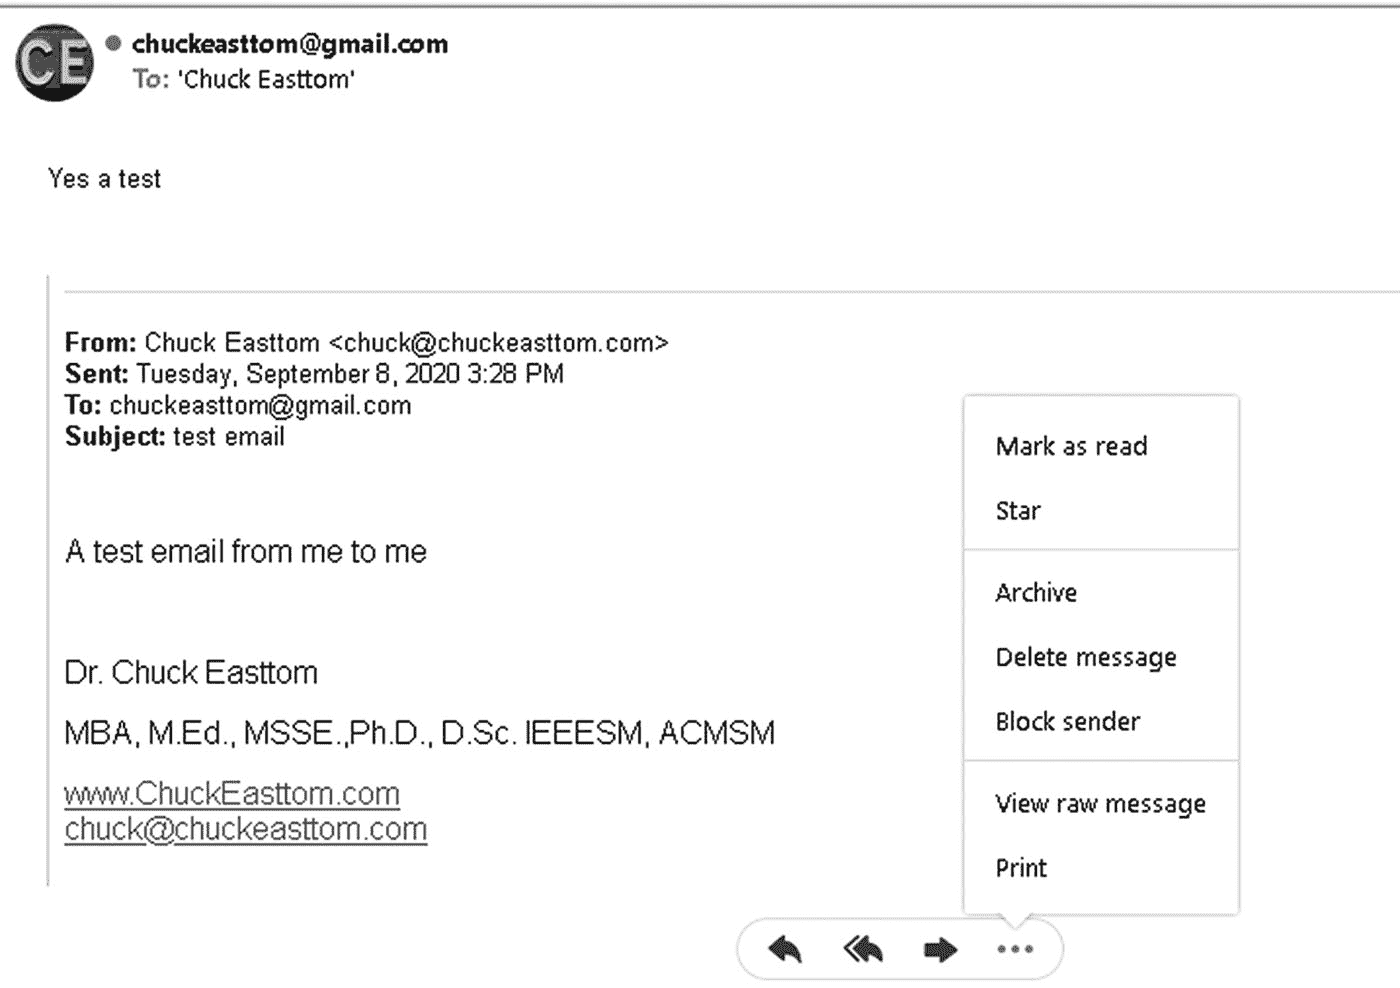 CE
chuckeasttom@gmail.com
To: 'Chuck Easttom'
Yes a test
From: Chuck Easttom <chuck@chuckeasttom.com>
Sent: Tuesday, September 8, 2020 3:28 PM
To: chuckeasttom@gmail.com
Subject: test email
A test email from me to me
Dr. Chuck Easttom
MBA, M.Ed., MSSE.,Ph.D., D.Sc. IEEESM, ACMSM
www.ChuckEasttom.com
chuck@chuckeasttom.com
Mark as read
Star
Archive
Delete message
Block sender
View raw message
Print